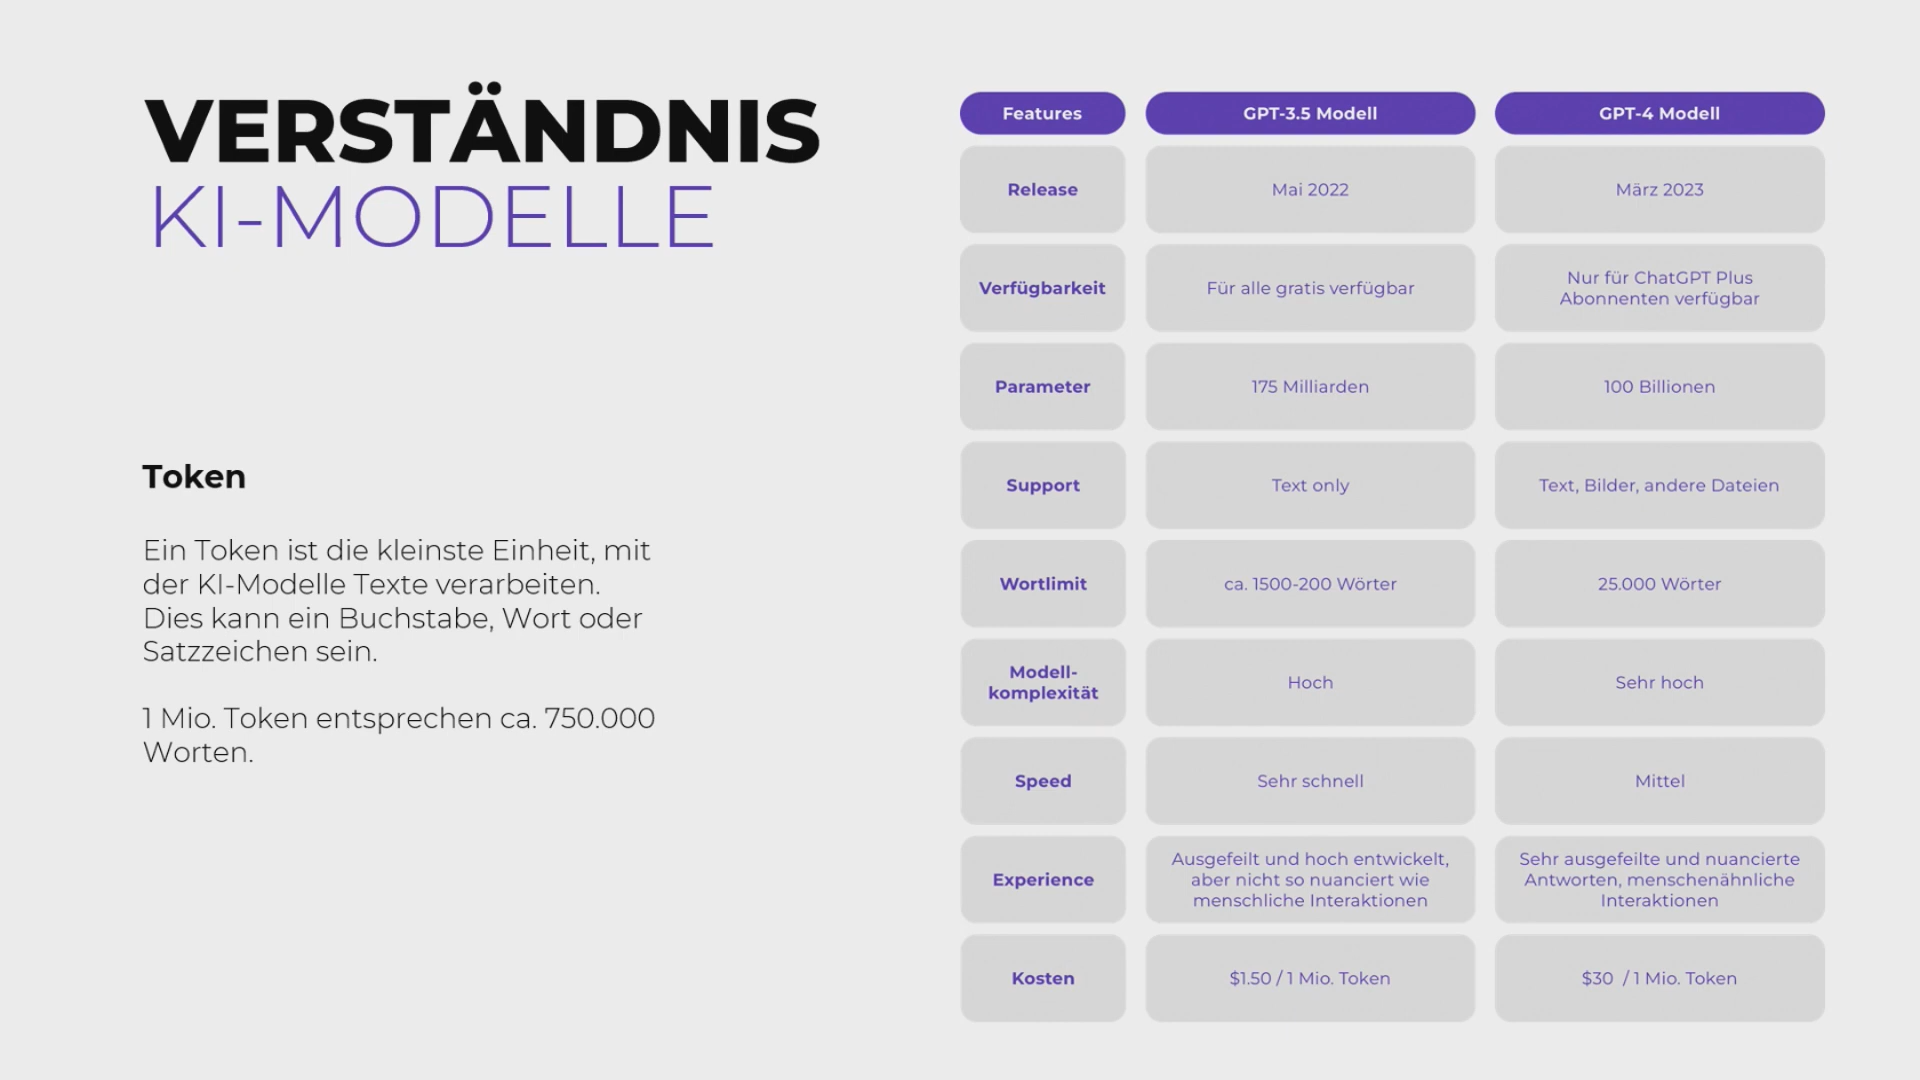 VERSTÄNDNIS
KI-MODELLE
Token
Ein Token ist die kleinste Einheit, mit
der KI-Modelle Texte verarbeiten.
Dies kann ein Buchstabe, Wort oder
Satzzeichen sein.
1 Mio. Token entsprechen ca. 750.000
Worten.
Features GPT-3.5 Modell GPT-4 Modell
Release Mai 2022 März 2023
Verfügbarkeit Für alle gratis verfügbar Nur für ChatGPT Plus
Abonnenten verfügbar
Parameter 175 Milliarden 100 Billionen
Support Text only Text, Bilder, andere Dateien
Wortlimit ca. 1500-200 Wörter 25.000 Wörter
Modell-
komplexität Hoch Sehr hoch
Speed Sehr schnell Mittel
Experience
Ausgefeilt und hoch entwickelt,
aber nicht so nuanciert wie
menschliche Interaktionen
Sehr ausgefeilte und nuancierte
Antworten, menschenähnliche
Interaktionen
Kosten $1.50 / 1 Mio. Token $30 / 1 Mio. Token